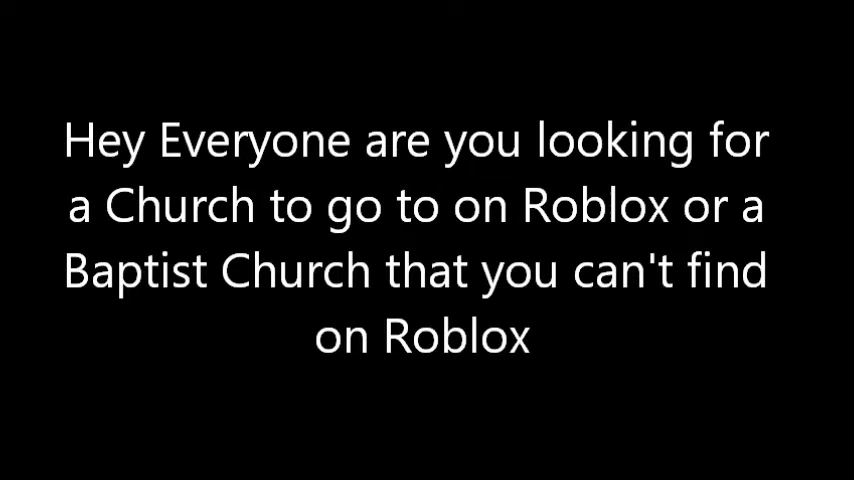 Hey Everyone are you looking for
a Church to go to on Roblox or a
Baptist Church that you can't find
on Roblox